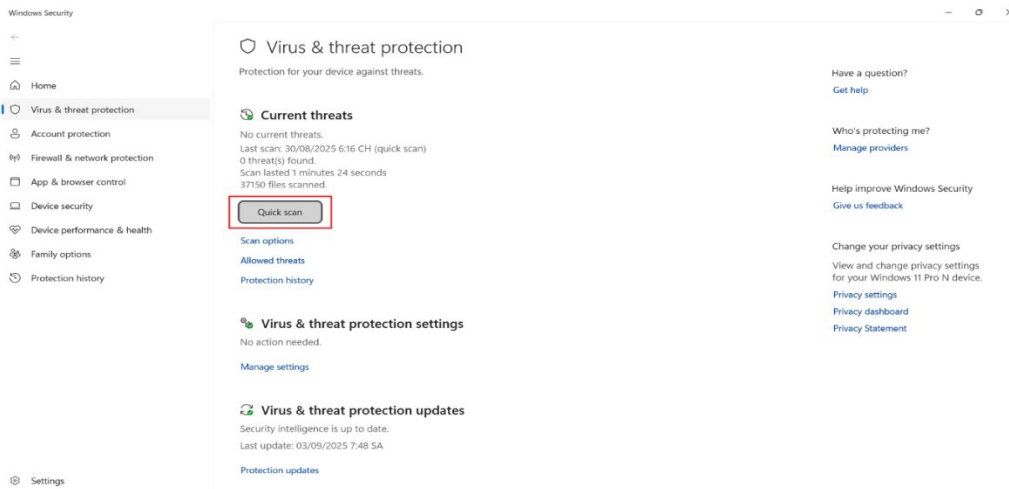 Windows Security
Home
Virus & threat protection
Account protection
Firewall & network protection
App & browser control
Device security
Device performance & health
Family options
Protection history
Settings
Virus & threat protection
Protection for your device against threats.
Current threats
No current threats.
Last scan: 30/08/2025 6:16 CH (quick scan)
0 threat(s) found.
Scan lasted 1 minutes 24 seconds
37150 files scanned.
Quick scan
Scan options
Allowed threats
Protection history
Virus & threat protection settings
No action needed.
Manage settings
Virus & threat protection updates
Security intelligence is up to date.
Last update: 03/09/2025 7:48 SA
Protection updates
Have a question?
Get help
Who's protecting me?
Manage providers
Help improve Windows Security
Give us feedback
Change your privacy settings
View and change privacy settings
for your Windows 11 Pro N device.
Privacy settings
Privacy dashboard
Privacy Statement